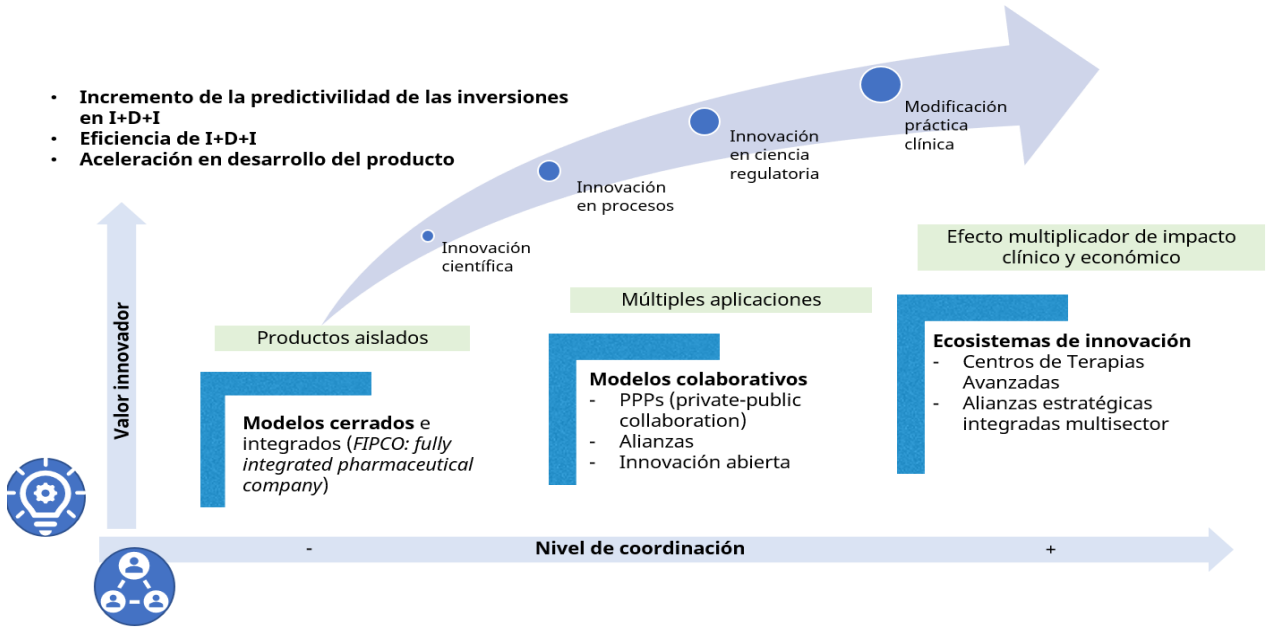 • Incremento de la predictivilidad de las inversiones
en I+D+I
• Eficiencia de I+D+I
• Aceleración en desarrollo del producto
Modificación
práctica
clínica
Innovación
en ciencia
regulatoria
Innovación
en procesos
Innovación
científica
Valor innovador
Productos aislados
Modelos cerrados e
integrados (FIPCO: fully
integrated pharmaceutical
company)
Múltiples aplicaciones
Modelos colaborativos
- PPPs (private-public
collaboration)
- Alianzas
- Innovación abierta
Efecto multiplicador de impacto
clínico y económico
Ecosistemas de innovación
- Centros de Terapias
Avanzadas
- Alianzas estratégicas
integradas multisector
- Nivel de coordinación +